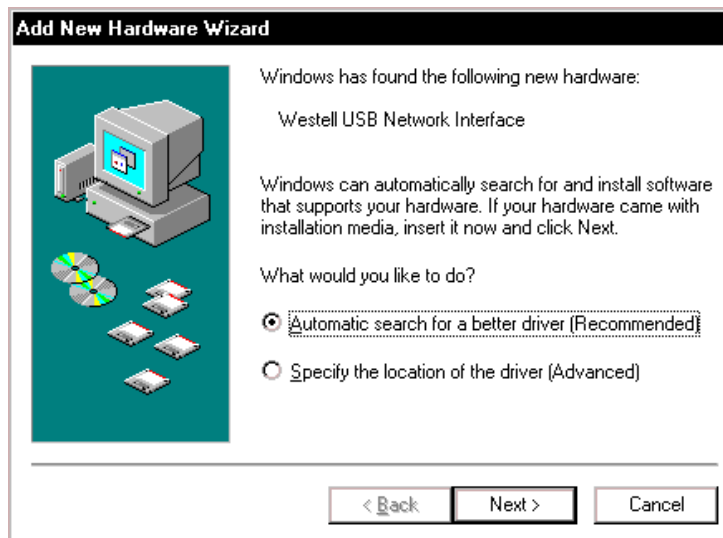 Add New Hardware Wizard
Windows has found the following new hardware:
Westell USB Network Interface
Windows can automatically search for and install software
that supports your hardware. If your hardware came with
installation media, insert it now and click Next.
What would you like to do?
Automatic search for a better driver (Recommended)
Specify the location of the driver (Advanced)
< Back
Next >
Cancel